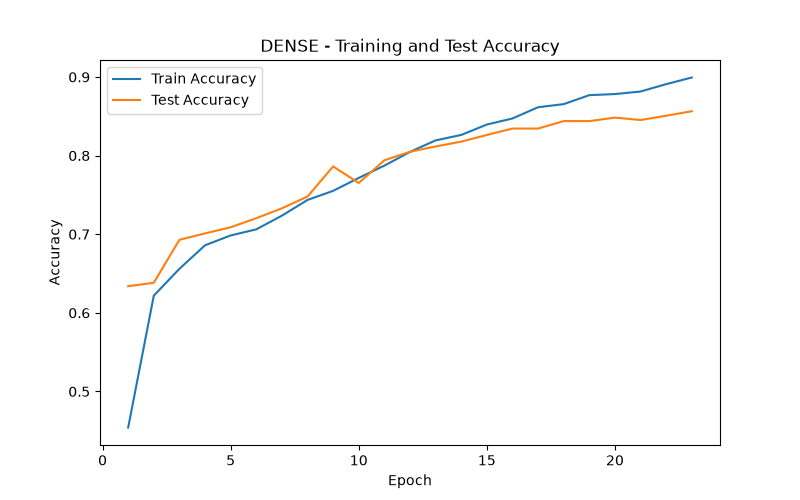 DENSE - Training and Test Accuracy
Train Accuracy
Test Accuracy
Accuracy
0.9
0.8
0.7
0.6
0.5
0 5 10 15 20
Epoch